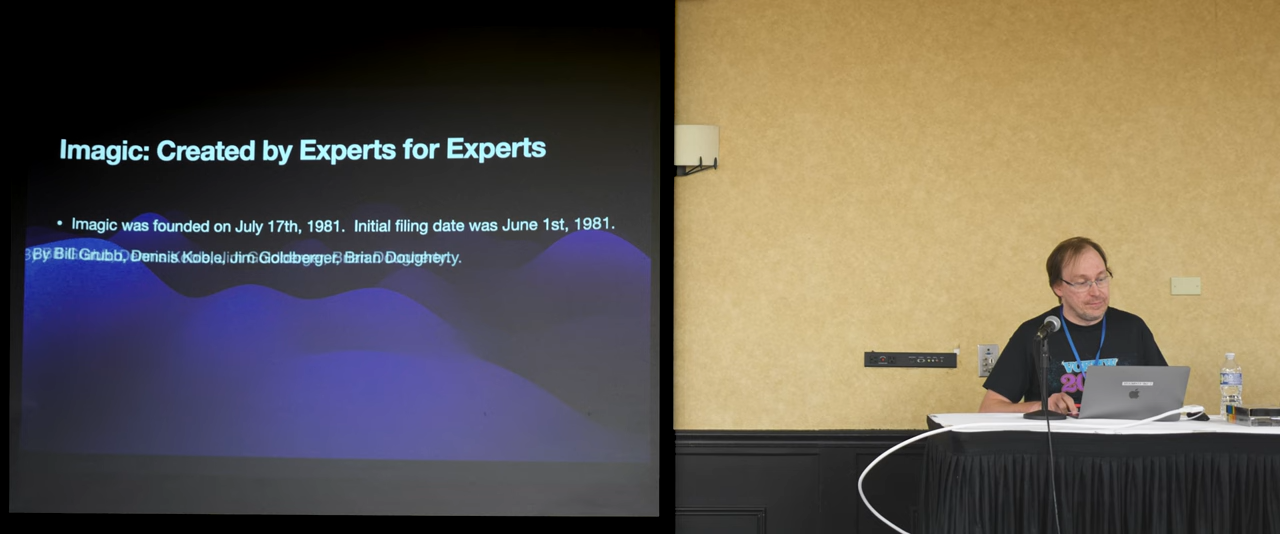 Imagic: Created by Experts for Experts
• Imagic was founded on July 17th, 1981. Initial filing date was June 1st, 1981.
By Bill Grubb, Dennis Koble, Jim Goldberger, Brian Dougherty.